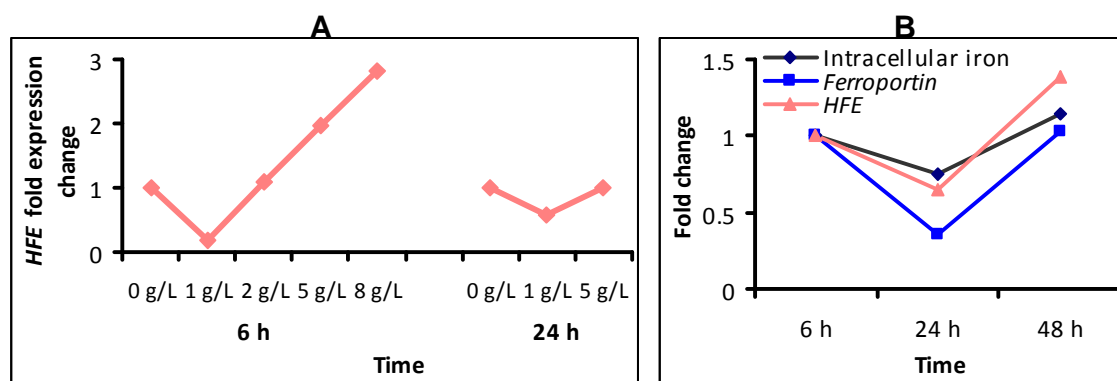 A
HFE fold expression
change
3
2
1
0
0 g/L 1 g/L 2 g/L 5 g/L 8 g/L 0 g/L 1 g/L 5 g/L
6 h 24 h
Time
B
Fold change
1.5
1
0.5
0
Intracellular iron
Ferroportin
HFE
6 h 24 h 48 h
Time